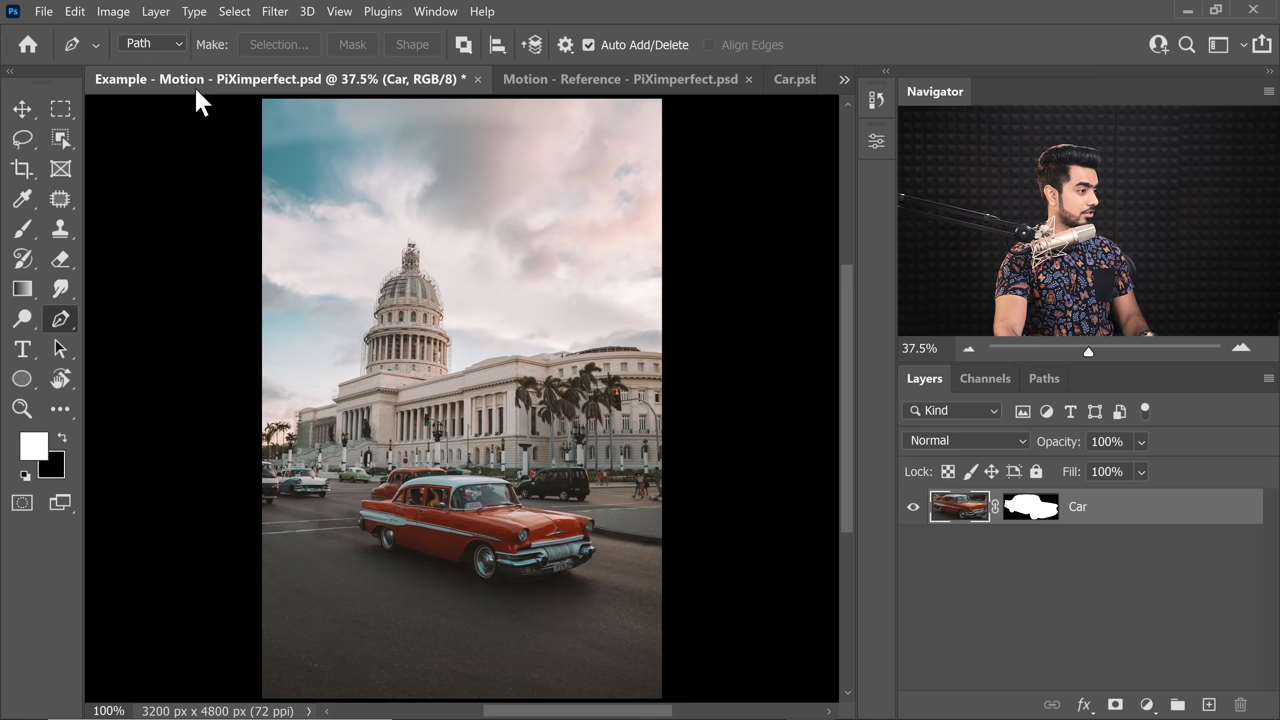 Ps File Edit Image Layer Type Select Filter 3D View Plugins Window Help
Path Make: Selection... Mask Shape Auto Add/Delete Align Edges
Example - Motion - PiXimperfect.psd @ 37.5% (Car, RGB/8) * × Motion - Reference - PiXimperfect.psd × Car.psb
Navigator
37.5%
Layers Channels Paths
Kind
Normal Opacity: 100%
Lock: Fill: 100%
Car
100% 3200 px x 4800 px (72 ppi)